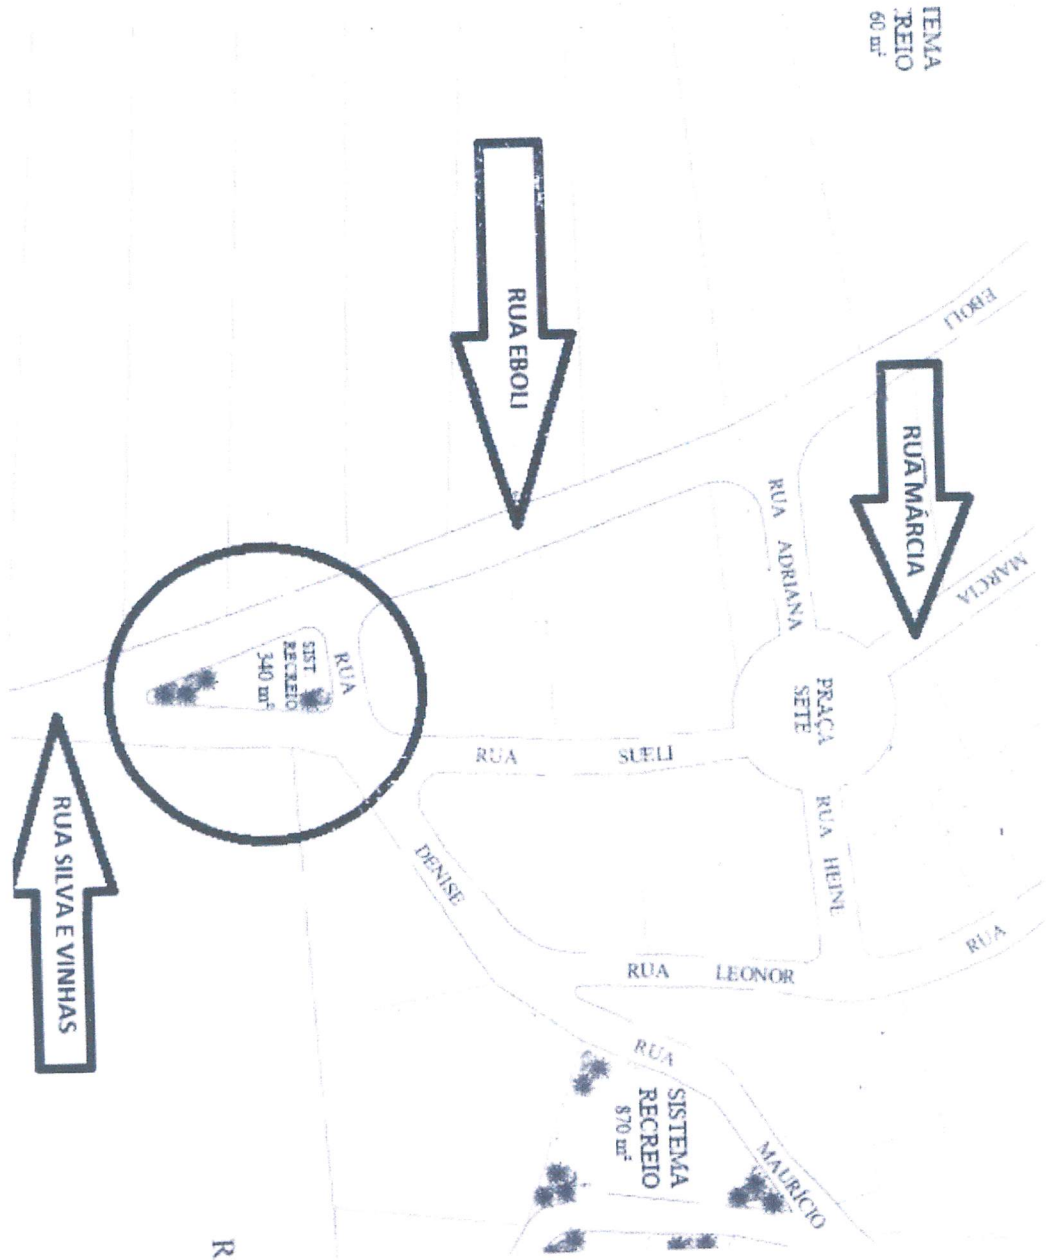 TEMA
REIO
60 m²
EBOLI
RUA EBOLI
RUA MÁRCIA
MARCIA
RUA ADRIANA
PRAÇA
SETE
RUA
SIST.
RECREIO
340 m²
RUA SUELI
RUA HEINE
DENISE
RUA SILVA E VINHAS
RUA LEONOR
RUA
RUA MAURÍCIO
SISTEMA
RECREIO
870 m²
R